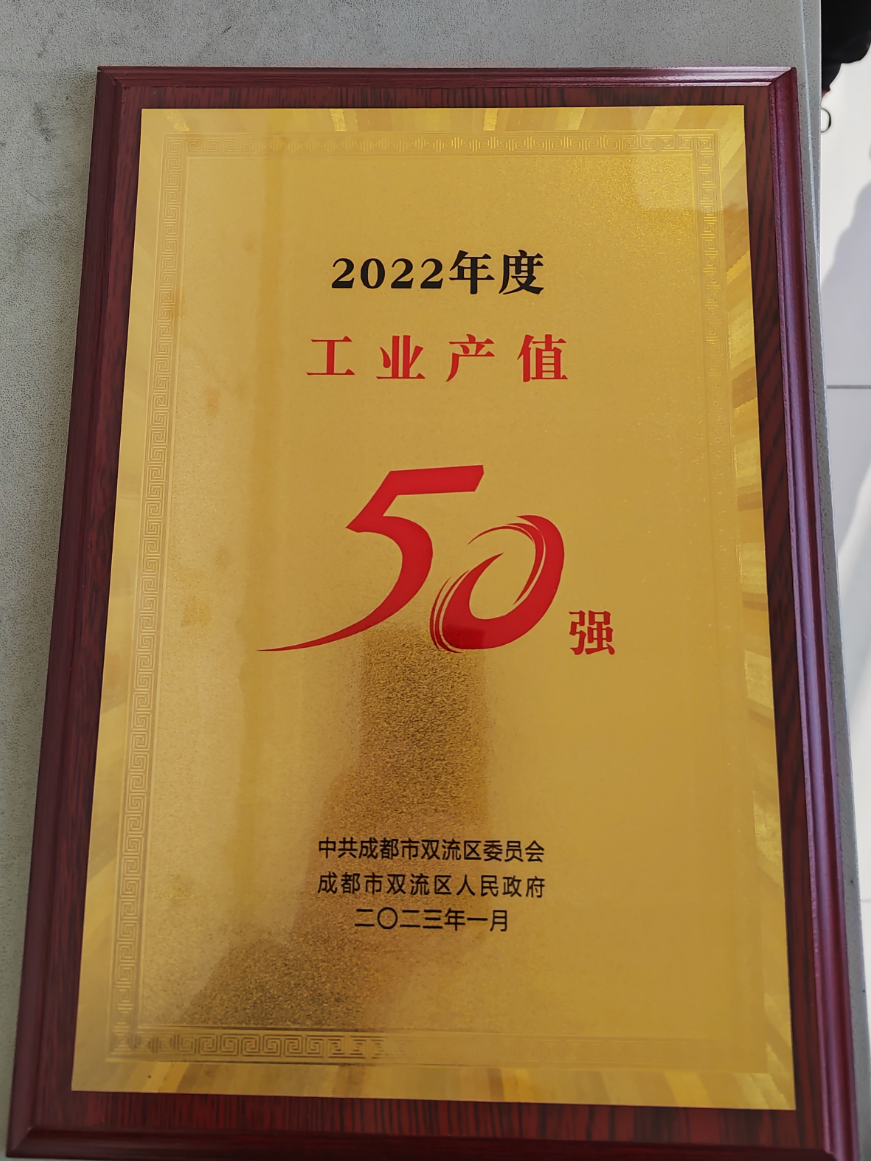 2022年度
工业产值
50强
中共成都市双流区委员会
成都市双流区人民政府
二〇二三年一月